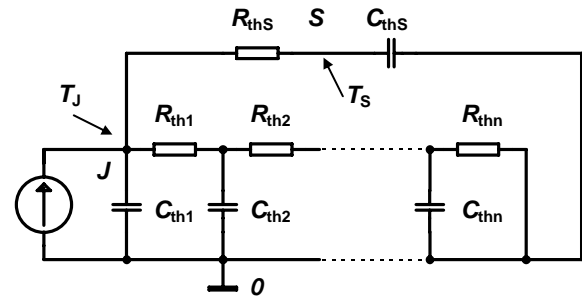 RthS S CthS
TJ TS
Rth1 Rth2 Rthn
J
Cth1 Cth2 Cthn
0